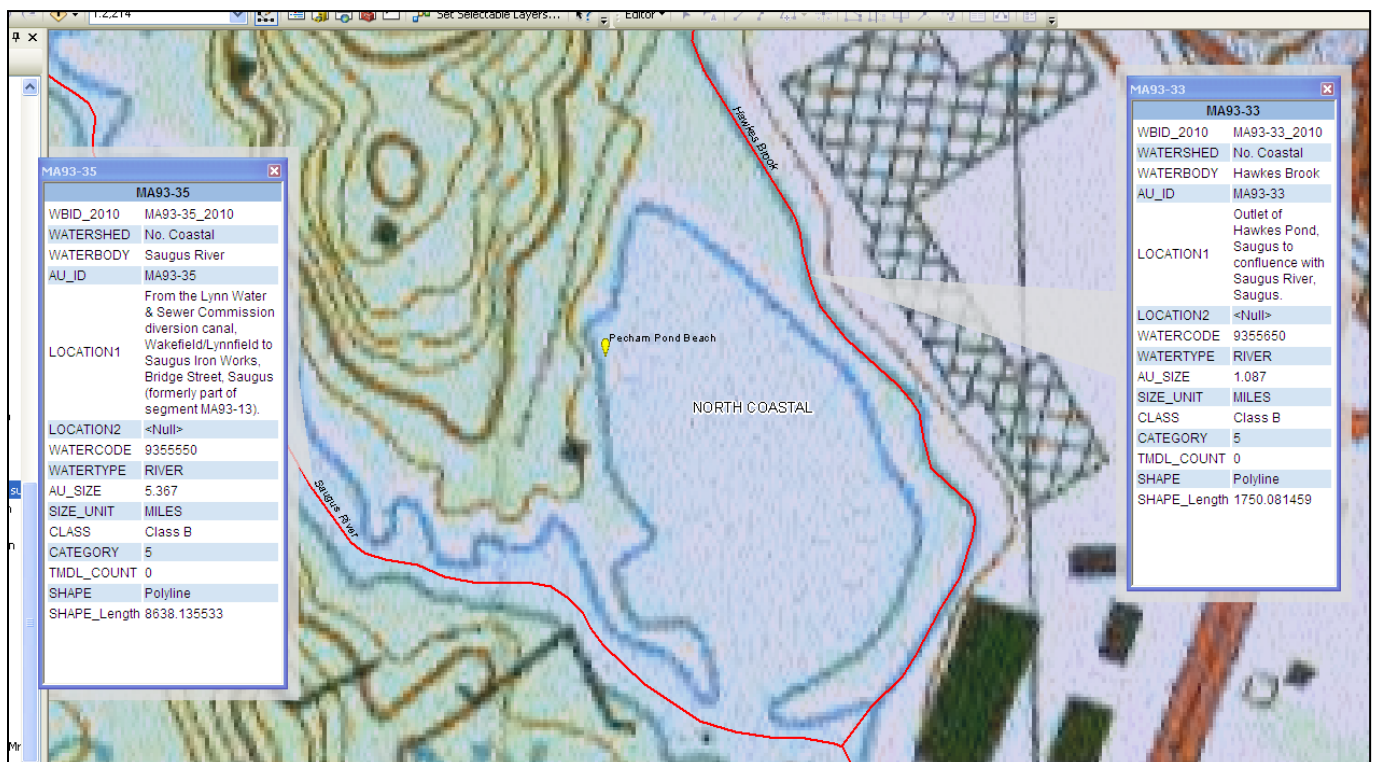 1:2,214
Set Selectable Layers...
Editor
MA93-35
MA93-35
WBID_2010 MA93-35_2010
WATERSHED No. Coastal
WATERBODY Saugus River
AU_ID MA93-35
LOCATION1 From the Lynn Water
& Sewer Commission
diversion canal,
Wakefield/Lynnfield to
Saugus Iron Works,
Bridge Street, Saugus
(formerly part of
segment MA93-13).
LOCATION2 <Null>
WATERCODE 9355550
WATERTYPE RIVER
AU_SIZE 5.367
SIZE_UNIT MILES
CLASS Class B
CATEGORY 5
TMDL_COUNT 0
SHAPE Polyline
SHAPE_Length 8638.135533
Hawkes Brook
Pecham Pond Beach
NORTH COASTAL
Saugus River
MA93-33
MA93-33
WBID_2010 MA93-33_2010
WATERSHED No. Coastal
WATERBODY Hawkes Brook
AU_ID MA93-33
LOCATION1 Outlet of
Hawkes Pond,
Saugus to
confluence with
Saugus River,
Saugus.
LOCATION2 <Null>
WATERCODE 9355650
WATERTYPE RIVER
AU_SIZE 1.087
SIZE_UNIT MILES
CLASS Class B
CATEGORY 5
TMDL_COUNT 0
SHAPE Polyline
SHAPE_Length 1750.081459